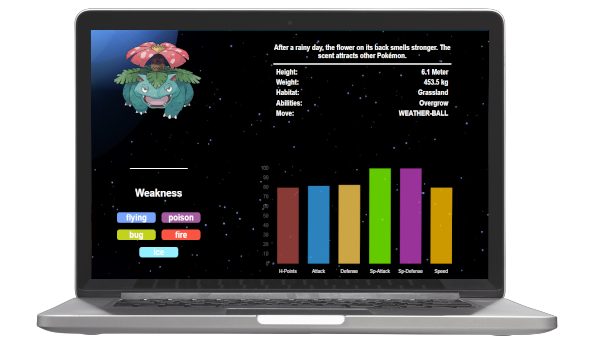 After a rainy day, the flower on its back smells stronger. The
scent attracts other Pokémon.
Height: 6.1 Meter
Weight: 453.5 kg
Habitat: Grassland
Abilities: Overgrow
Move: WEATHER-BALL
Weakness
flying poison
bug fire
ice
100
90
80
70
60
50
40
30
20
10
0
H-Points Attack Defense Sp-Attack Sp-Defense Speed